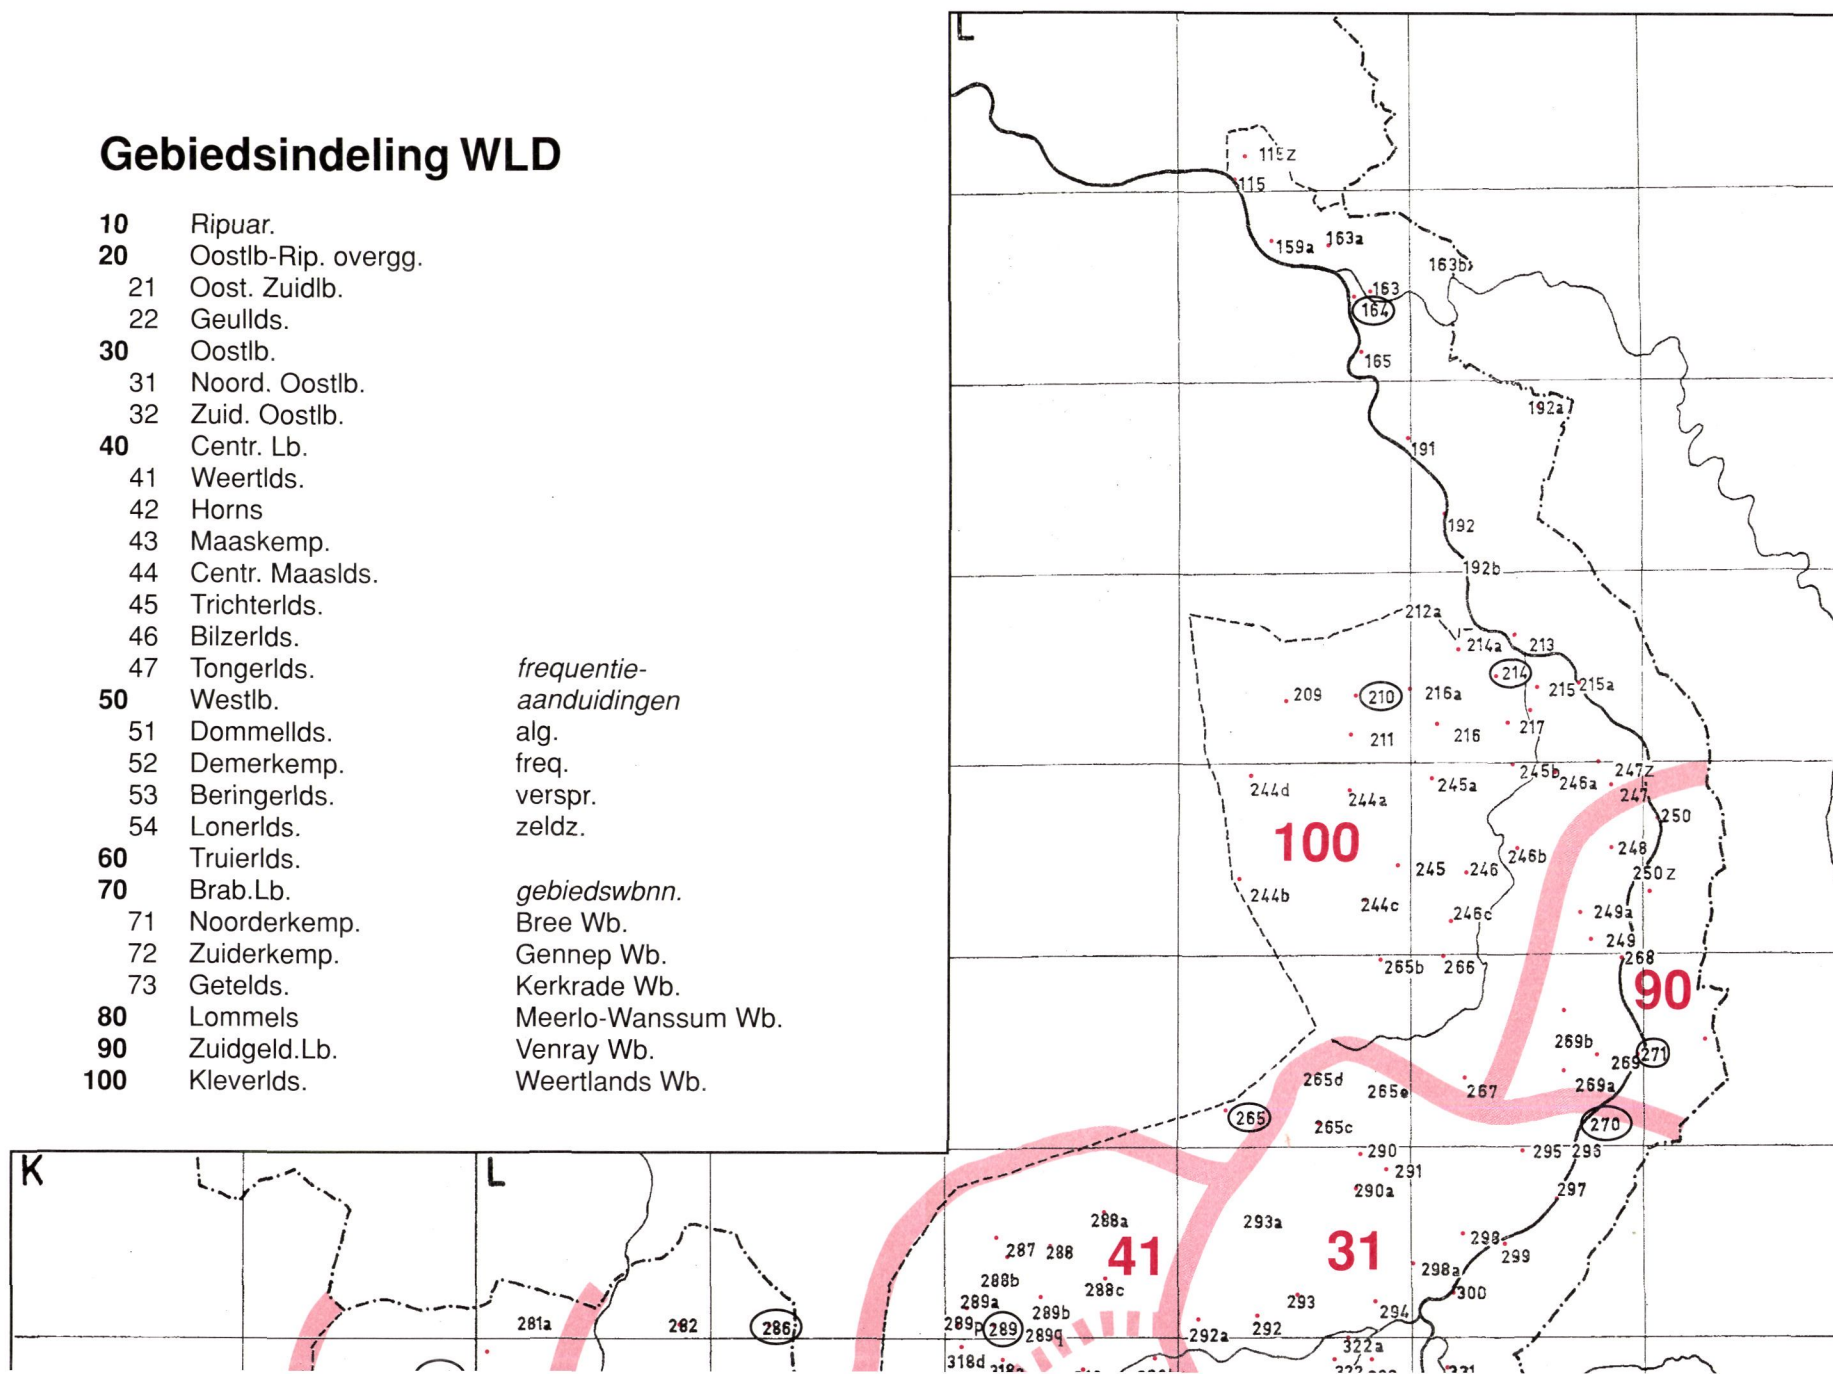 Gebiedsindeling WLD
10 Ripuar.
20 Oostlb-Rip. overgg.
21 Oost. Zuidlb.
22 Geullds.
30 Oostlb.
31 Noord. Oostlb.
32 Zuid. Oostlb.
40 Centr. Lb.
41 Weertlds.
42 Horns
43 Maaskemp.
44 Centr. Maaslds.
45 Trichterlds.
46 Bilzerlds.
47 Tongerlds.
50 Westlb.
51 Dommellds.
52 Demerkemp.
53 Beringerlds.
54 Lonerlds.
60 Truierlds.
70 Brab.Lb.
71 Noorderkemp.
72 Zuiderkemp.
73 Getelds.
80 Lommels
90 Zuidgeld.Lb.
100 Kleverlds.
frequentie-
aanduidingen
alg.
freq.
verspr.
zeldz.
gebiedswbnn.
Bree Wb.
Gennep Wb.
Kerkrade Wb.
Meerlo-Wanssum Wb.
Venray Wb.
Weertlands Wb.
L
115z
115
159a 163a
163b
163
164
165
192a
191
192
192b
212a
214a 213
214
209 210 216a 215 215a
211 216 217
244d 244a 245a 245b 246a 247z
247
250
100
246b 248
245 246 250z
244b 244c 246c 249a
249
265b 266 268
90
269b 271
269
265d 265e 267 269a
265 265c 270
290 295 296
291
290a 297
288a 293a
287 288 41 31 298
299
288b 298a
288c
289a 293 300
289b 294
289p 289 289q 292a 292
322a
318d
K
L
281a 282 286